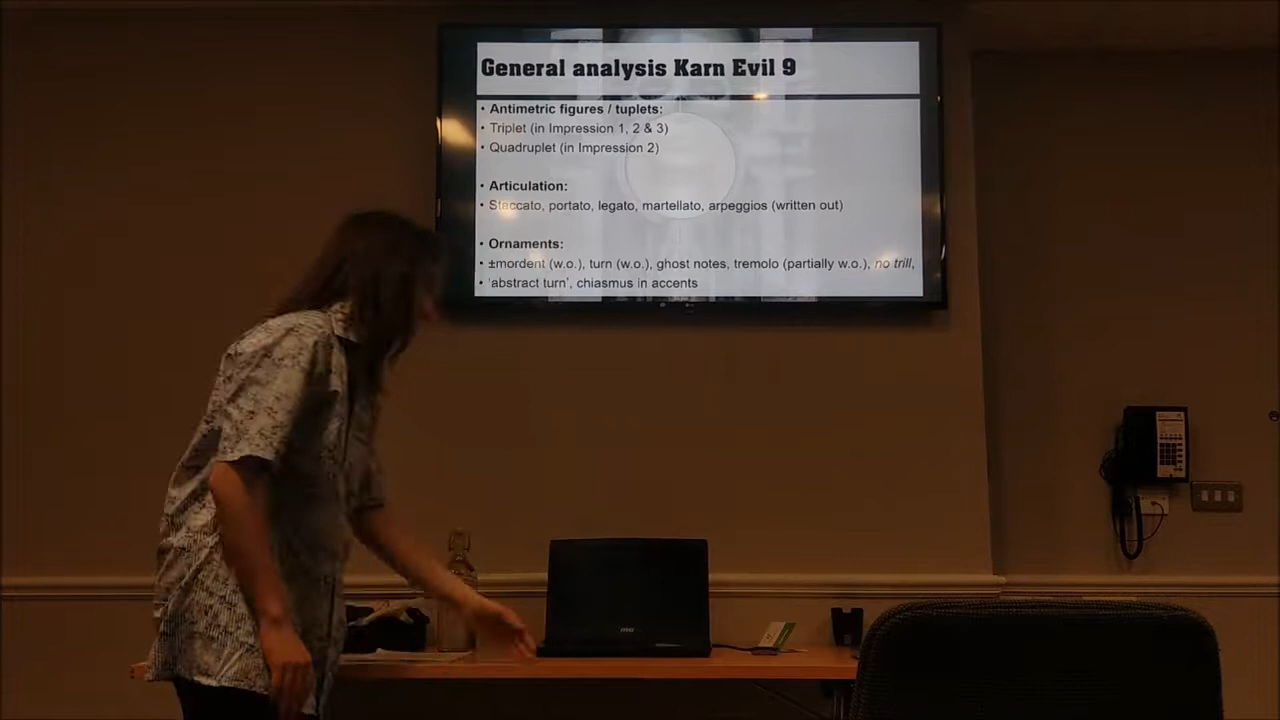 General analysis Karn Evil 9
• Antimetric figures / tuplets:
• Triplet (in Impression 1, 2 & 3)
• Quadruplet (in Impression 2)
• Articulation:
• Staccato, portato, legato, martellato, arpeggios (written out)
• Ornaments:
• ±mordent (w.o.), turn (w.o.), ghost notes, tremolo (partially w.o.), no trill,
• ‘abstract turn’, chiasmus in accents
msi